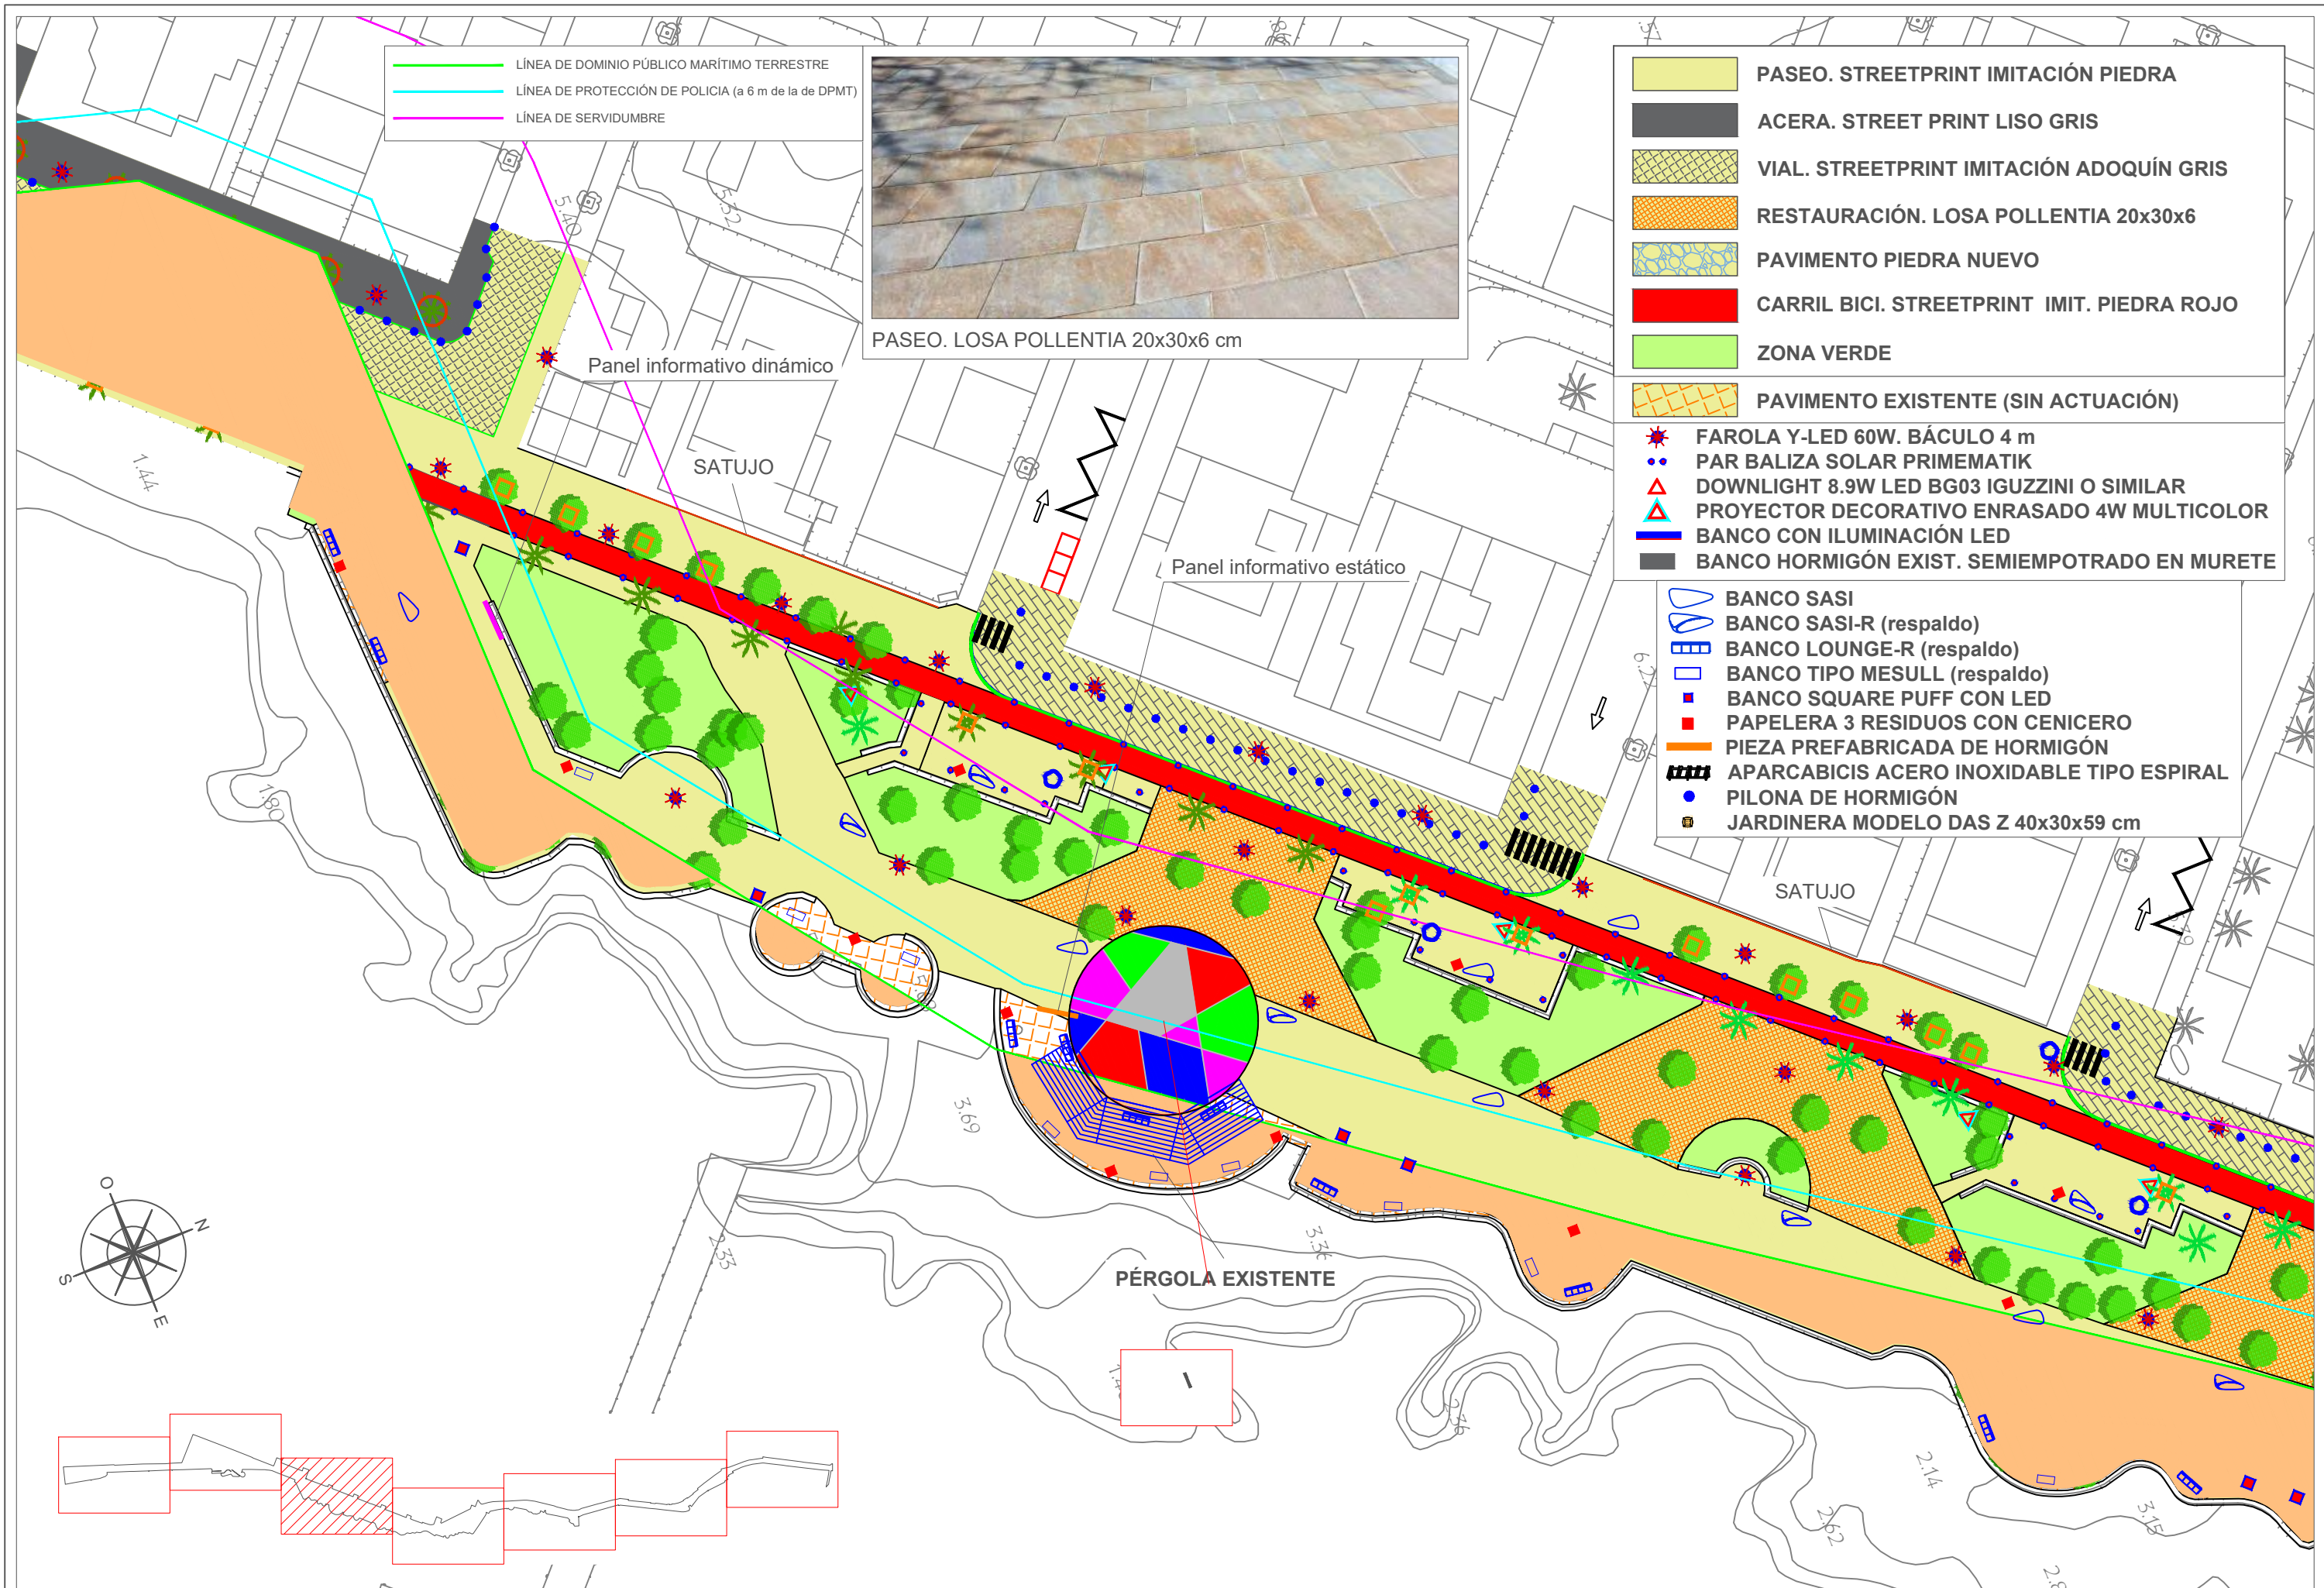 LÍNEA DE DOMINIO PÚBLICO MARÍTIMO TERRESTRE
LÍNEA DE PROTECCIÓN DE POLICIA (a 6 m de la de DPMT)
LÍNEA DE SERVIDUMBRE
PASEO. LOSA POLLENTIA 20x30x6 cm
PASEO. STREETPRINT IMITACIÓN PIEDRA
ACERA. STREET PRINT LISO GRIS
VIAL. STREETPRINT IMITACIÓN ADOQUÍN GRIS
RESTAURACIÓN. LOSA POLLENTIA 20x30x6
PAVIMENTO PIEDRA NUEVO
CARRIL BICI. STREETPRINT IMIT. PIEDRA ROJO
ZONA VERDE
PAVIMENTO EXISTENTE (SIN ACTUACIÓN)
FAROLA Y-LED 60W. BÁCULO 4 m
PAR BALIZA SOLAR PRIMEMATIK
DOWNLIGHT 8.9W LED BG03 IGUZZINI O SIMILAR
PROYECTOR DECORATIVO ENRASADO 4W MULTICOLOR
BANCO CON ILUMINACIÓN LED
BANCO HORMIGÓN EXIST. SEMIEMPOTRADO EN MURETE
BANCO SASI
BANCO SASI-R (respaldo)
BANCO LOUNGE-R (respaldo)
BANCO TIPO MESULL (respaldo)
BANCO SQUARE PUFF CON LED
PAPELERA 3 RESIDUOS CON CENICERO
PIEZA PREFABRICADA DE HORMIGÓN
APARCABICIS ACERO INOXIDABLE TIPO ESPIRAL
PILONA DE HORMIGÓN
JARDINERA MODELO DAS Z 40x30x59 cm
5.40
5.32
Panel informativo dinámico
SATUJO
1.44
Panel informativo estático
1.80
SATUJO
3.69
2.33
3.36
PÉRGOLA EXISTENTE
O
N
S
E
2.36
2.14
2.62
3.15